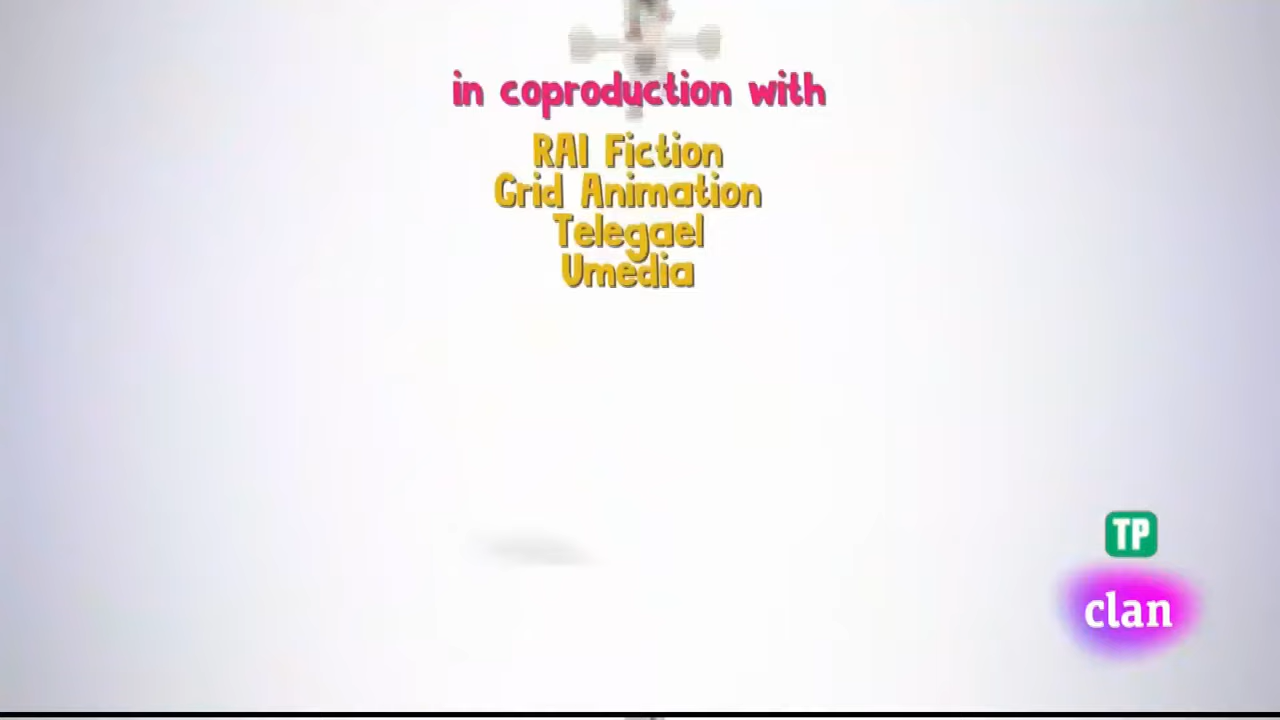 in coproduction with
RAI Fiction
Grid Animation
Telegael
Umedia
TP
clan